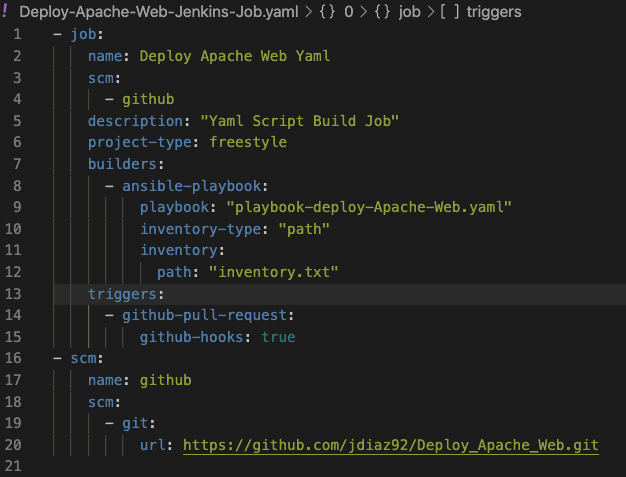 ! Deploy-Apache-Web-Jenkins-Job.yaml > {} 0 > {} job > [ ] triggers
1 - job:
2 name: Deploy Apache Web Yaml
3 scm:
4 - github
5 description: "Yaml Script Build Job"
6 project-type: freestyle
7 builders:
8 - ansible-playbook:
9 playbook: "playbook-deploy-Apache-Web.yaml"
10 inventory-type: "path"
11 inventory:
12 path: "inventory.txt"
13 triggers:
14 - github-pull-request:
15 github-hooks: true
16 - scm:
17 name: github
18 scm:
19 - git:
20 url: https://github.com/jdiaz92/Deploy_Apache_Web.git
21